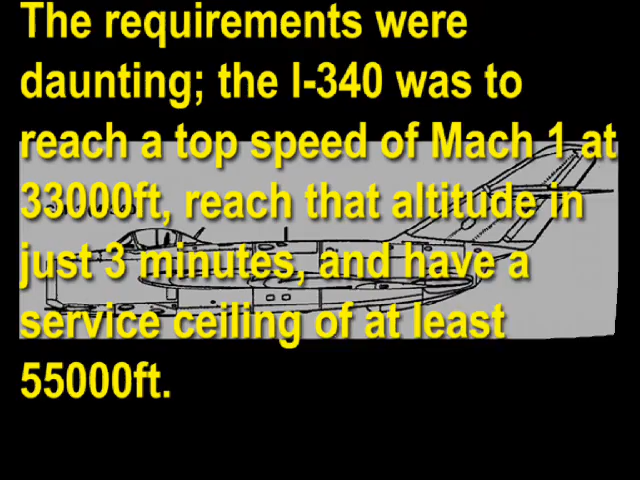 The requirements were
daunting; the I-340 was to
reach a top speed of Mach 1 at
33000ft, reach that altitude in
just 3 minutes, and have a
service ceiling of at least
55000ft.